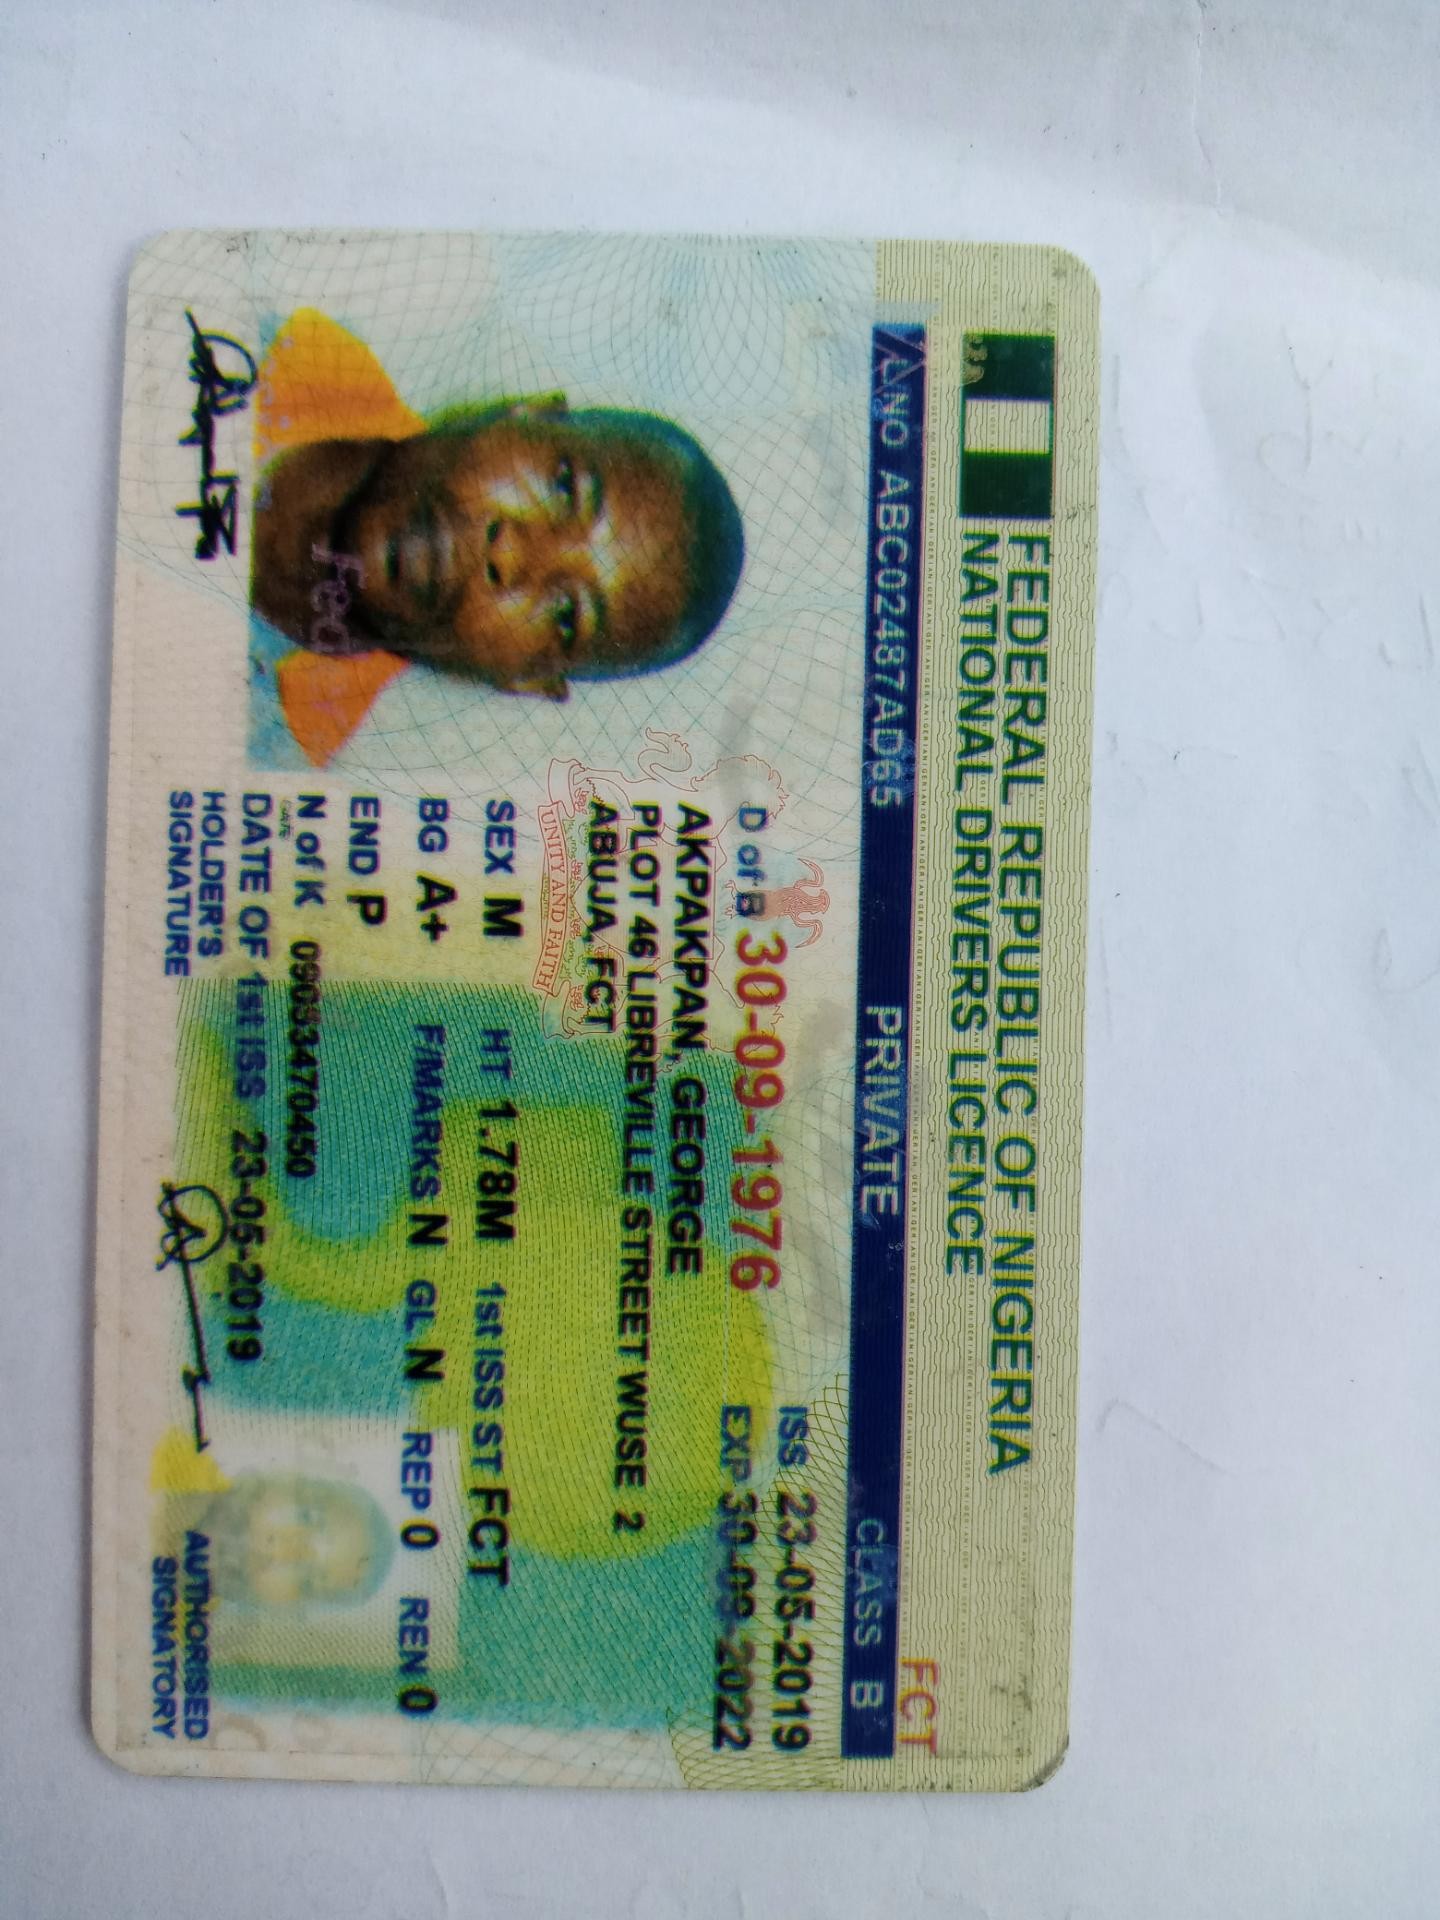 FEDERAL REPUBLIC OF NIGERIA
NATIONAL DRIVERS LICENCE
FCT
L/NO ABC02487AD65 PRIVATE CLASS B
ISS 23-05-2019
D of B 30-09-1976 EXP 30-09-2022
AKPAKPAN, GEORGE
PLOT 46 LIBREVILLE STREET WUSE 2
ABUJA, FCT
UNITY AND FAITH
SEX M HT 1.78M 1st ISS ST FCT
BG A+ F/MARKS N GL N REP 0 REN 0
END P
N of K 09033470450
DATE OF 1st ISS 23-05-2019
HOLDER'S
SIGNATURE
AUTHORISED
SIGNATORY